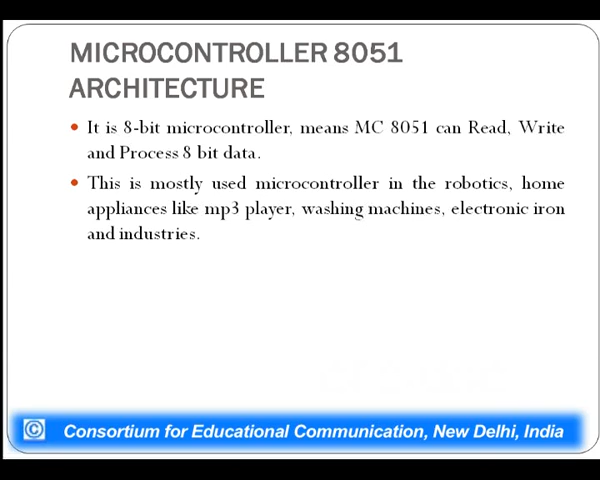 MICROCONTROLLER 8051
ARCHITECTURE
• It is 8-bit microcontroller, means MC 8051 can Read, Write
and Process 8 bit data.
• This is mostly used microcontroller in the robotics, home
appliances like mp3 player, washing machines, electronic iron
and industries.
© Consortium for Educational Communication, New Delhi, India